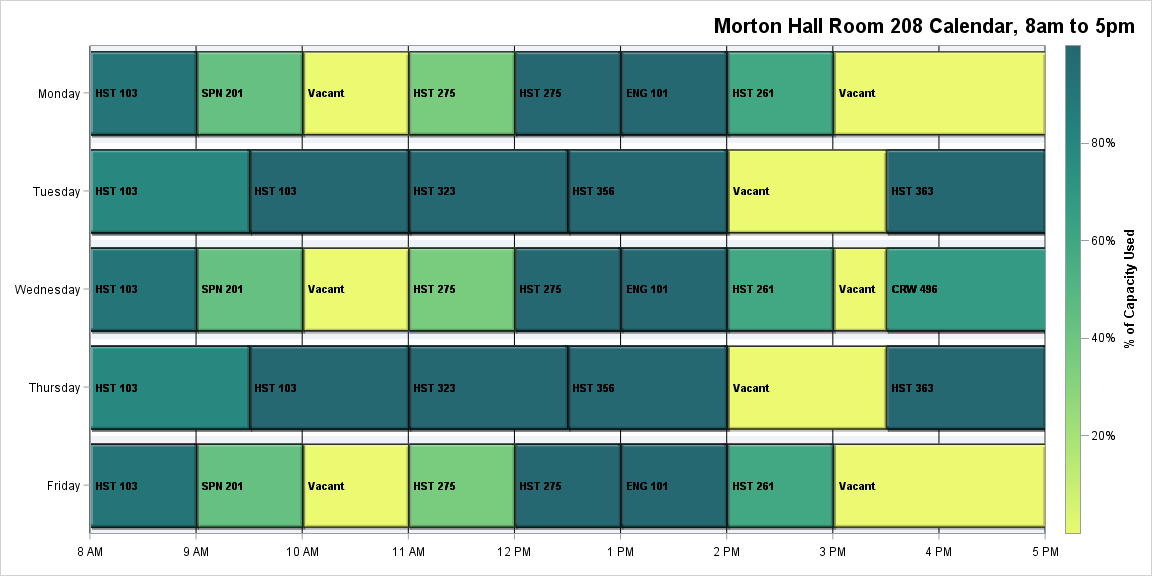 Morton Hall Room 208 Calendar, 8am to 5pm
Monday
HST 103
SPN 201
Vacant
HST 275
HST 275
ENG 101
HST 261
Vacant
Tuesday
HST 103
HST 103
HST 323
HST 356
Vacant
HST 363
Wednesday
HST 103
SPN 201
Vacant
HST 275
HST 275
ENG 101
HST 261
Vacant
CRW 496
Thursday
HST 103
HST 103
HST 323
HST 356
Vacant
HST 363
Friday
HST 103
SPN 201
Vacant
HST 275
HST 275
ENG 101
HST 261
Vacant
8 AM
9 AM
10 AM
11 AM
12 PM
1 PM
2 PM
3 PM
4 PM
5 PM
80%
60%
40%
20%
% of Capacity Used